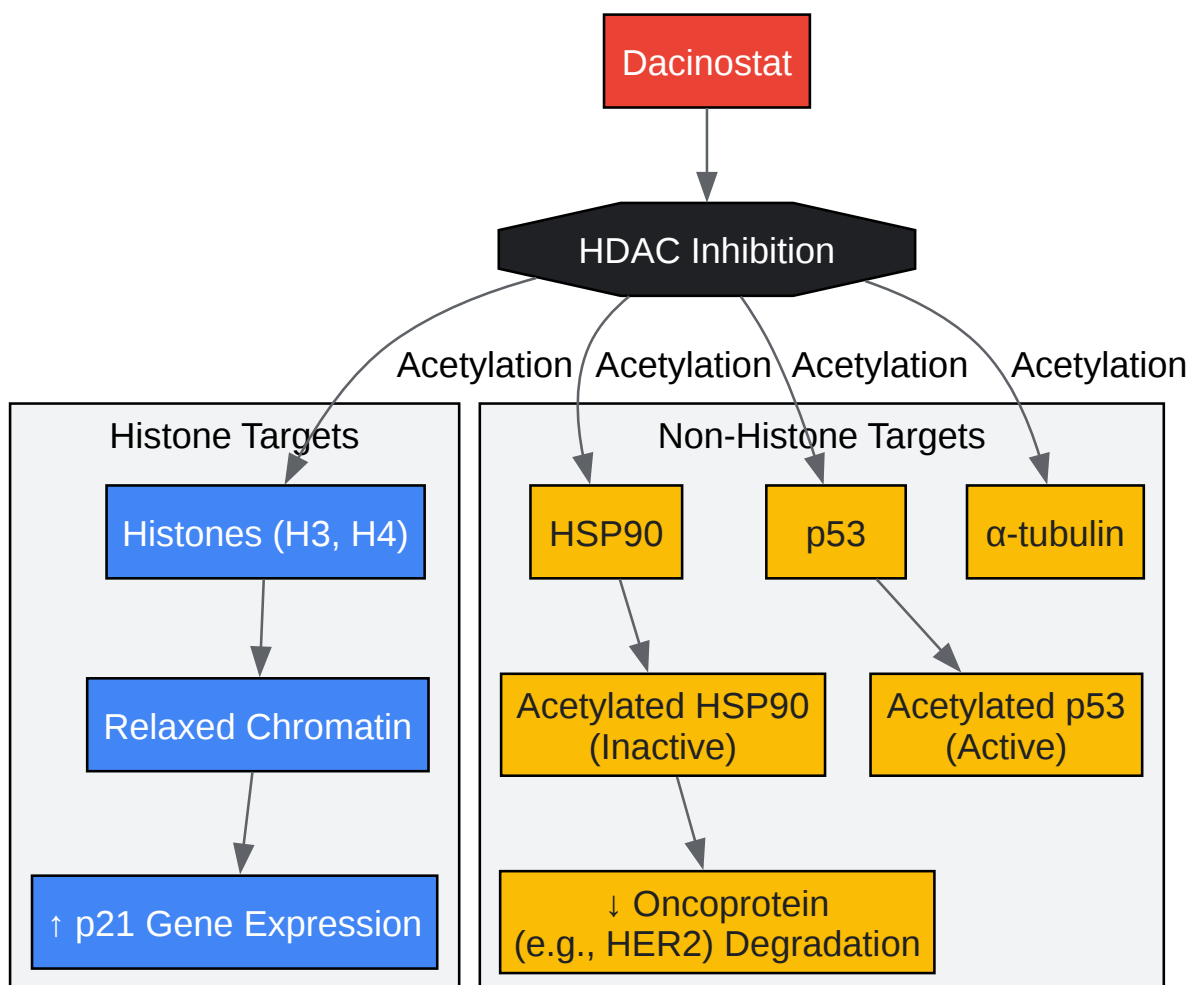 Dacinostat
HDAC Inhibition
Acetylation
Acetylation
Acetylation
Acetylation
Histone Targets
Non-Histone Targets
Histones (H3, H4)
HSP90
p53
α-tubulin
Relaxed Chromatin
Acetylated HSP90
(Inactive)
Acetylated p53
(Active)
↑ p21 Gene Expression
↓ Oncoprotein
(e.g., HER2) Degradation